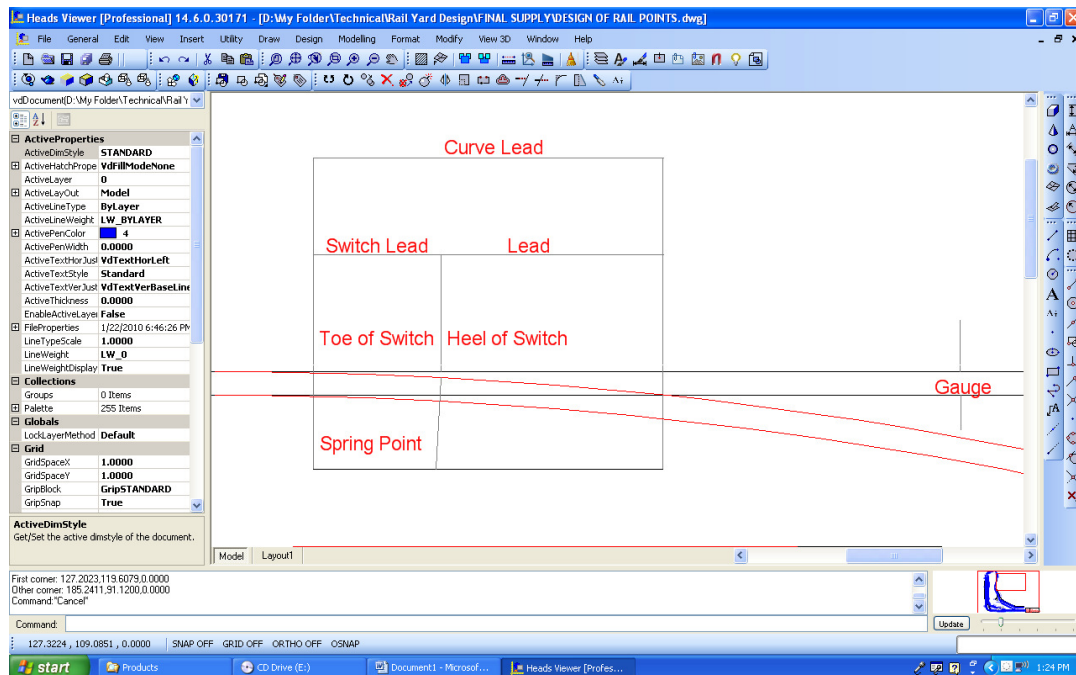 Heads Viewer [Professional] 14.6.0.30171 - [D:\My Folder\Technical\Rail Yard Design\FINAL SUPPLY\DESIGN OF RAIL POINTS.dwg]
File General Edit View Insert Utility Draw Design Modelling Format Modify View 3D Window Help
vdDocument(D:\My Folder\Technical\Rail Y
ActiveProperties
ActiveDimStyle STANDARD
ActiveHatchPrope VdFillModeNone
ActiveLayer 0
ActiveLayOut Model
ActiveLineType ByLayer
ActiveLineWeight LW_BYLAYER
ActivePenColor 4
ActivePenWidth 0.0000
ActiveTextHorJust VdTextHorLeft
ActiveTextStyle Standard
ActiveTextVerJust VdTextVerBaseLine
ActiveThickness 0.0000
EnableActiveLayer False
FileProperties 1/22/2010 6:46:26 PM
LineTypeScale 1.0000
LineWeight LW_0
LineWeightDisplay True
Collections
Groups 0 Items
Palette 255 Items
Globals
LockLayerMethod Default
Grid
GridSpaceX 1.0000
GridSpaceY 1.0000
GripBlock GripSTANDARD
GripSnap True
ActiveDimStyle
Get/Set the active dimstyle of the document.
Curve Lead
Switch Lead Lead
Toe of Switch Heel of Switch
Gauge
Spring Point
Model Layout1
First corner: 127.2023,119.6079,0.0000
Other corner: 185.2411,91.1200,0.0000
Command:"Cancel"
Command:
Update
127.3224 , 109.0851 , 0.0000 SNAP OFF GRID OFF ORTHO OFF OSNAP
start Products CD Drive (E:) Document1 - Microsof... Heads Viewer [Profes... 1:24 PM